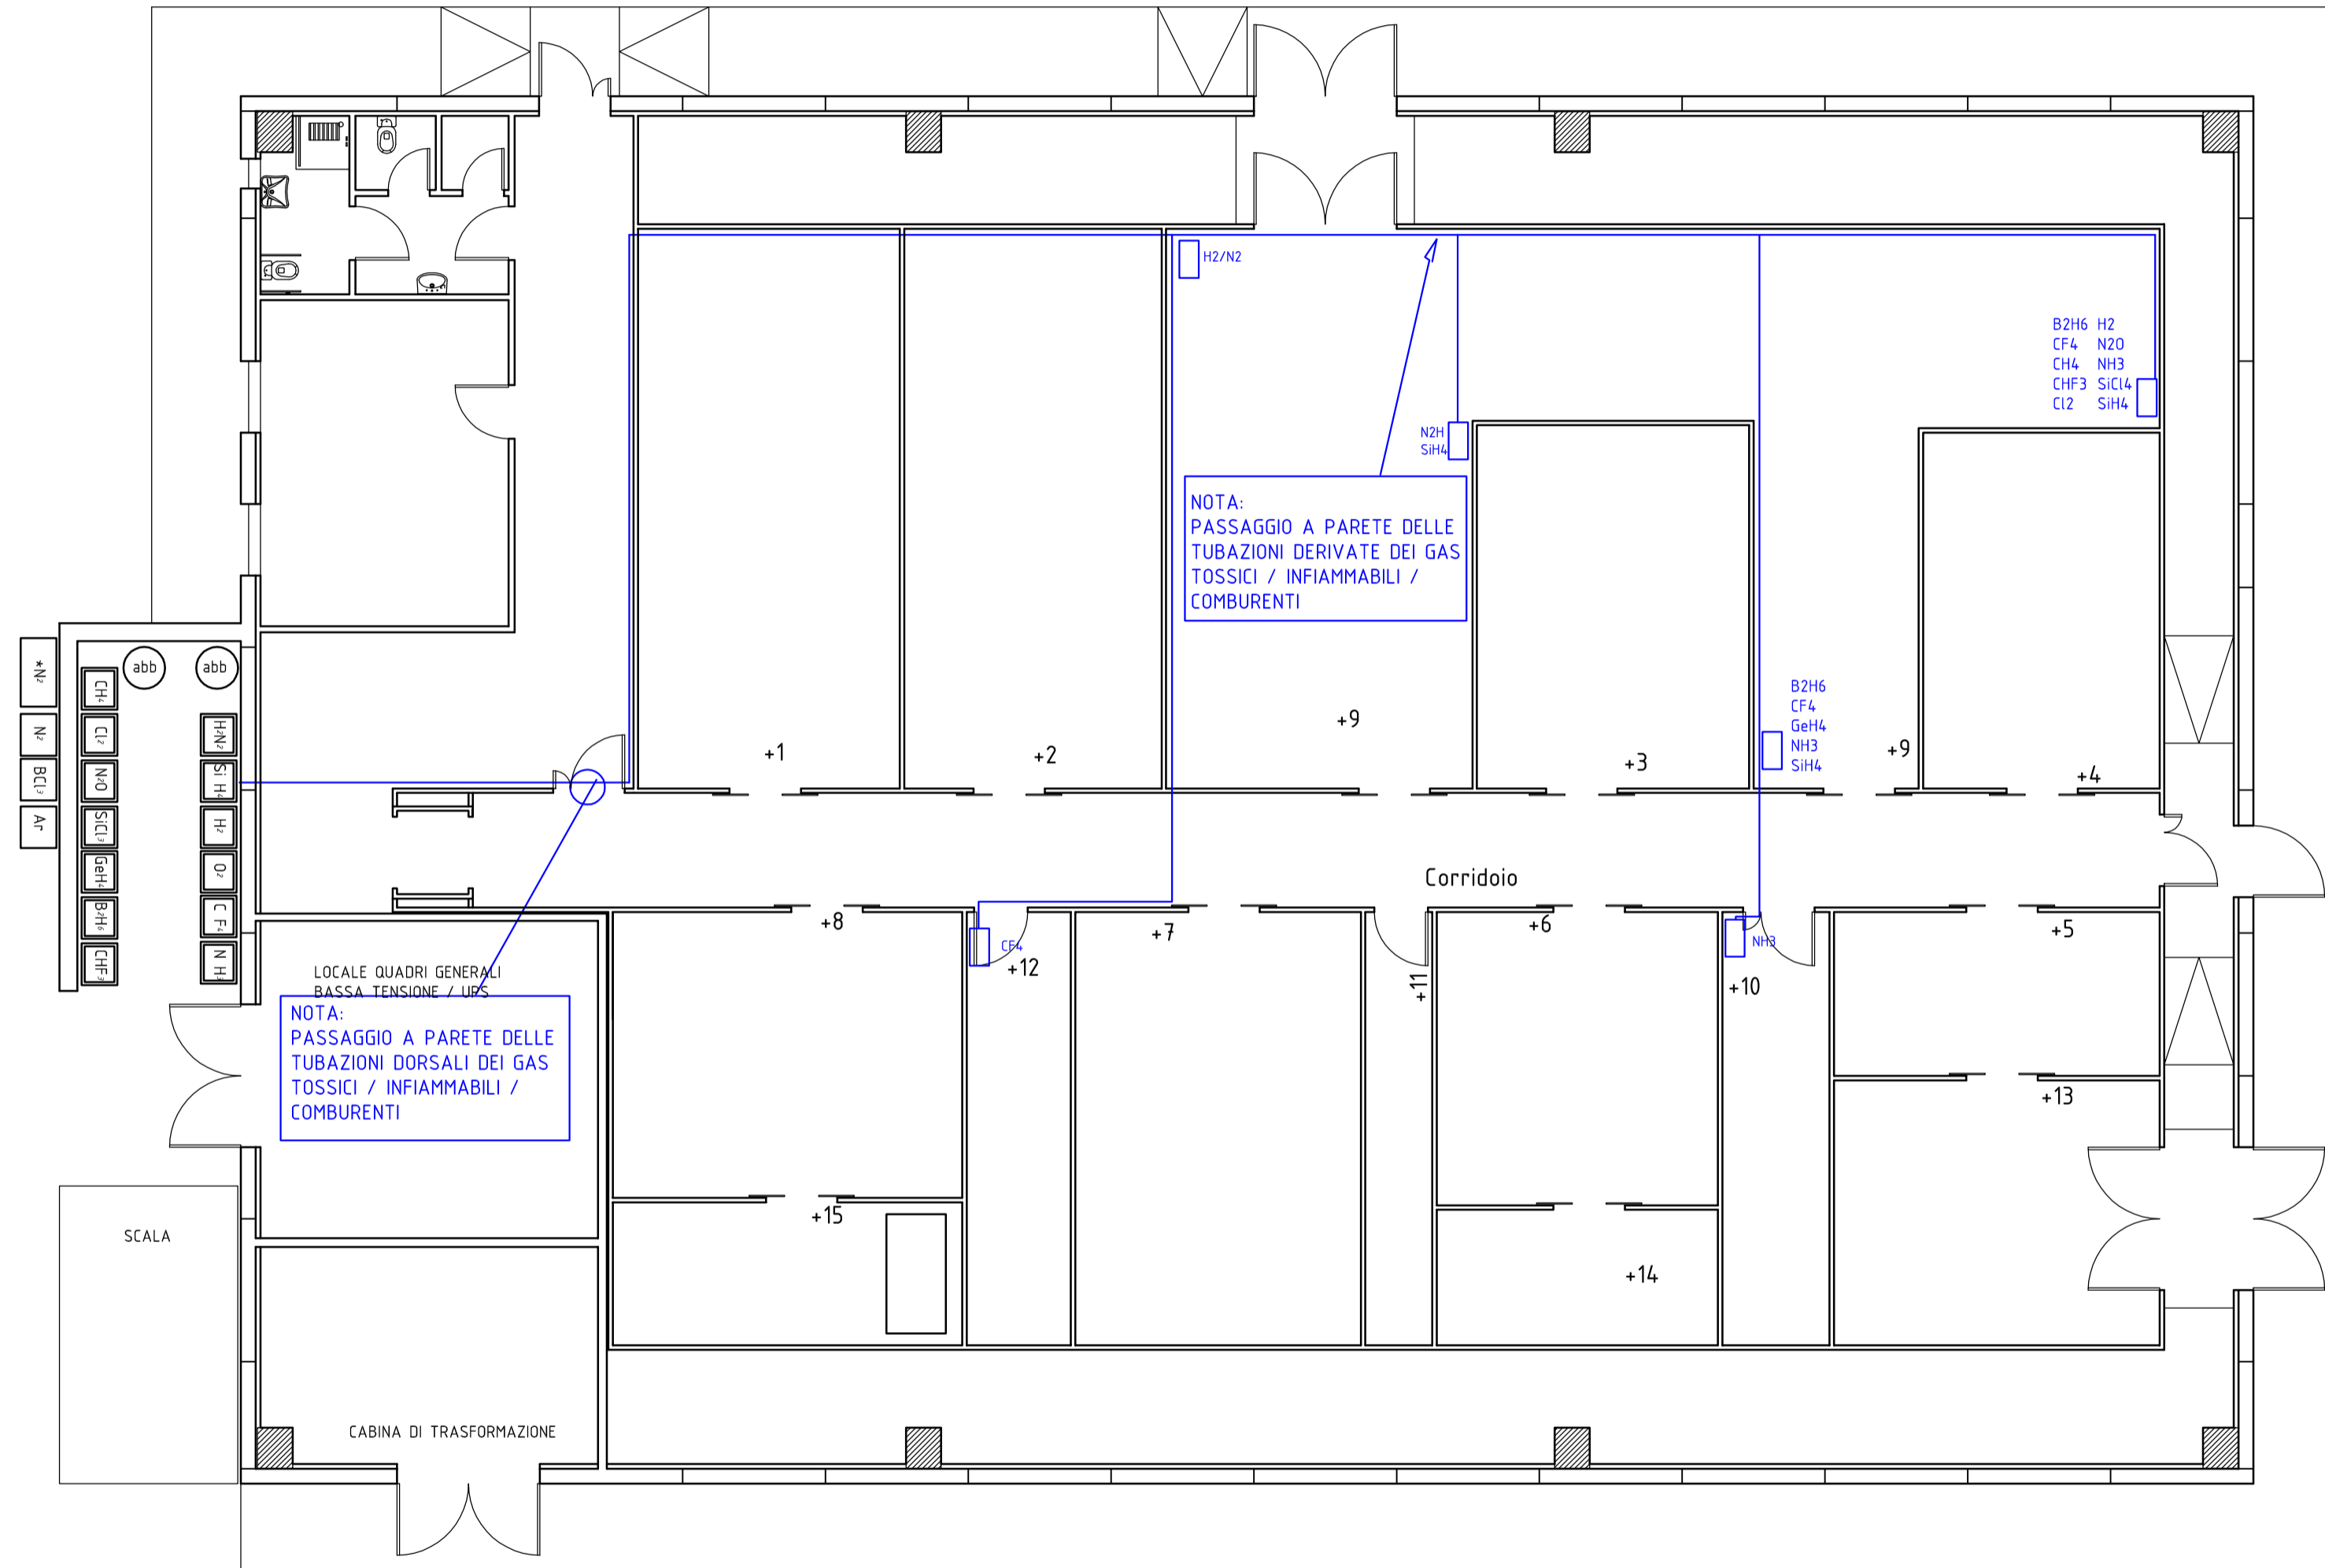 H2/N2
B2H6 H2
CF4 N2O
CH4 NH3
CHF3 SiCl4
Cl2 SiH4
N2H
SiH4
NOTA:
PASSAGGIO A PARETE DELLE
TUBAZIONI DERIVATE DEI GAS
TOSSICI / INFIAMMABILI /
COMBURENTI
*N2
N2
BCl3
Ar
abb
abb
CH4
Cl2
N2O
SiCl3
GeH4
B2H6
CHF3
H2N2
Si H4
H2
O2
C F4
N H3
B2H6
CF4
GeH4
NH3
SiH4
+1
+2
+9
+3
+9
+4
Corridoio
+8
+7
+6
+5
CF4
+12
+11
NH3
+10
LOCALE QUADRI GENERALI
BASSA TENSIONE / UPS
NOTA:
PASSAGGIO A PARETE DELLE
TUBAZIONI DORSALI DEI GAS
TOSSICI / INFIAMMABILI /
COMBURENTI
+13
+15
+14
SCALA
CABINA DI TRASFORMAZIONE